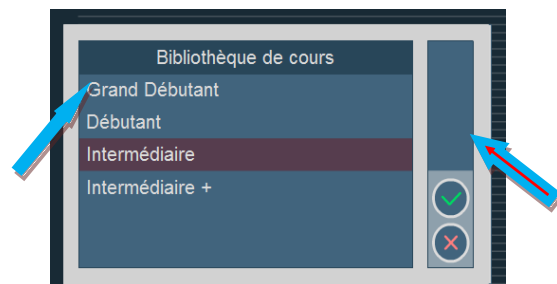 Bibliothèque de cours
Grand Débutant
Débutant
Intermédiaire
Intermédiaire +